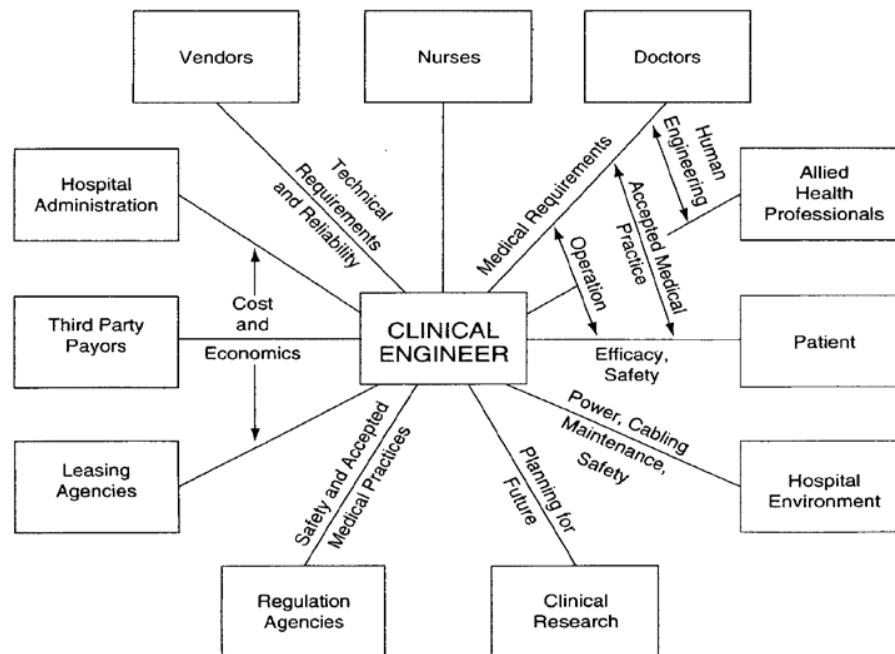 Vendors
Nurses
Doctors
Hospital
Administration
Technical
Requirements
and Reliability
Medical Requirements
Human
Engineering
Accepted Medical
Practice
Operation
Allied
Health
Professionals
Third Party
Payors
Cost
and
Economics
CLINICAL
ENGINEER
Efficacy,
Safety
Patient
Leasing
Agencies
Safety and Accepted
Medical Practices
Planning for
Future
Power, Cabling
Maintenance,
Safety
Hospital
Environment
Regulation
Agencies
Clinical
Research